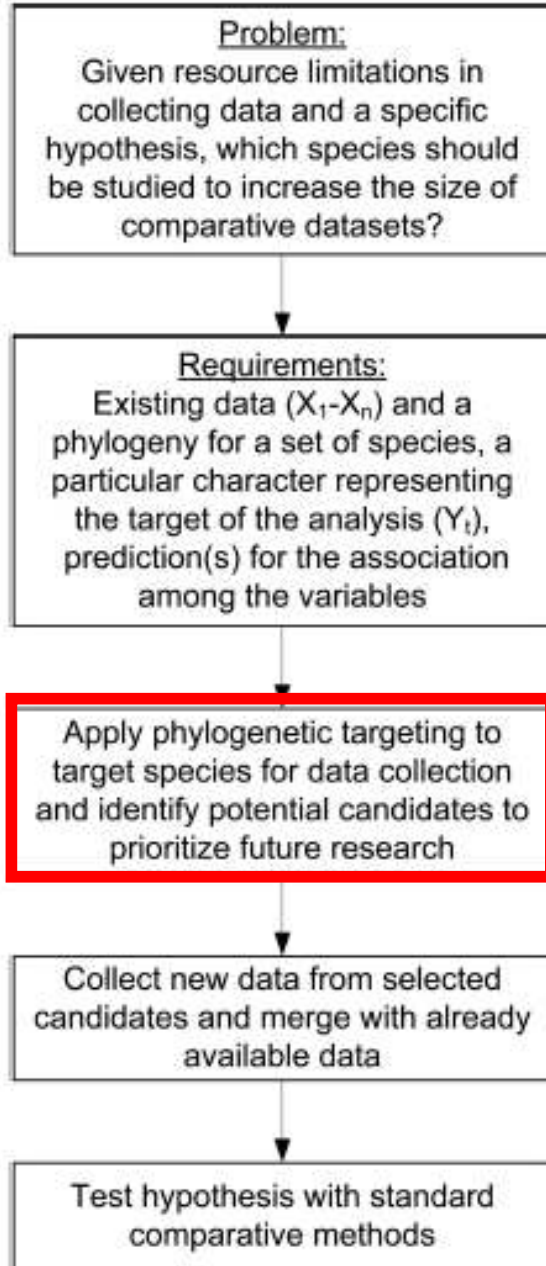 Problem:
Given resource limitations in
collecting data and a specific
hypothesis, which species should
be studied to increase the size of
comparative datasets?
Requirements:
Existing data (X₁-Xₙ) and a
phylogeny for a set of species, a
particular character representing
the target of the analysis (Yₜ),
prediction(s) for the association
among the variables
Apply phylogenetic targeting to
target species for data collection
and identify potential candidates to
prioritize future research
Collect new data from selected
candidates and merge with already
available data
Test hypothesis with standard
comparative methods